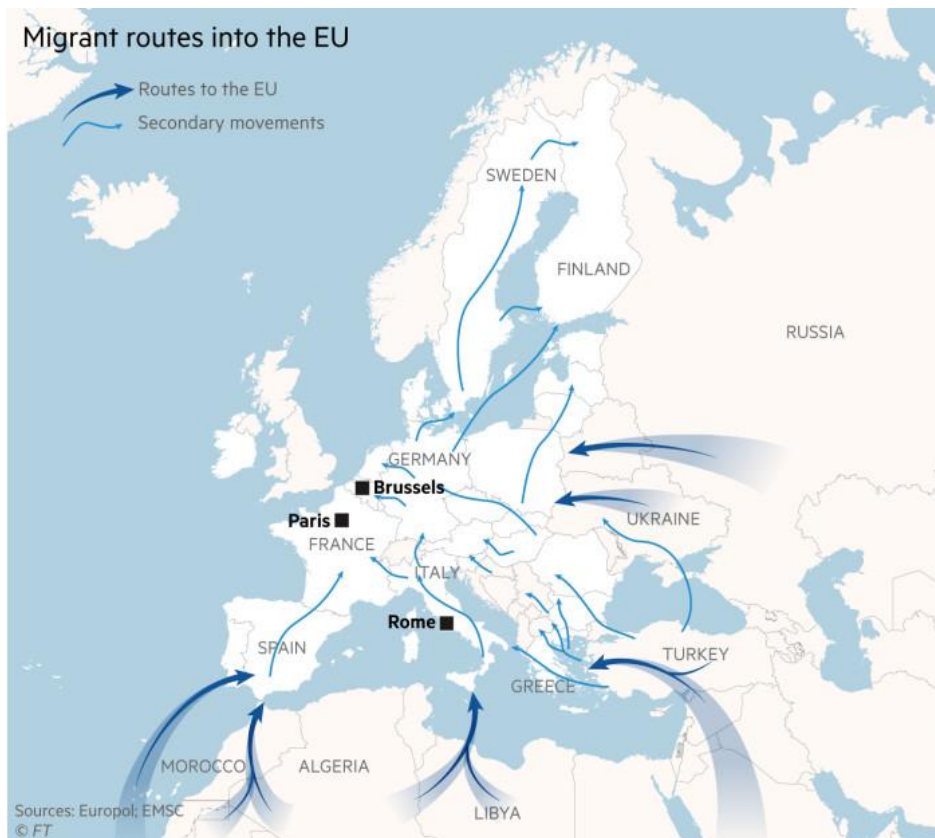 Migrant routes into the EU
Routes to the EU
Secondary movements
SWEDEN
FINLAND
RUSSIA
GERMANY
Brussels
Paris
UKRAINE
FRANCE
ITALY
Rome
SPAIN
TURKEY
GREECE
MOROCCO
ALGERIA
LIBYA
Sources: Europol; EMSC
© FT